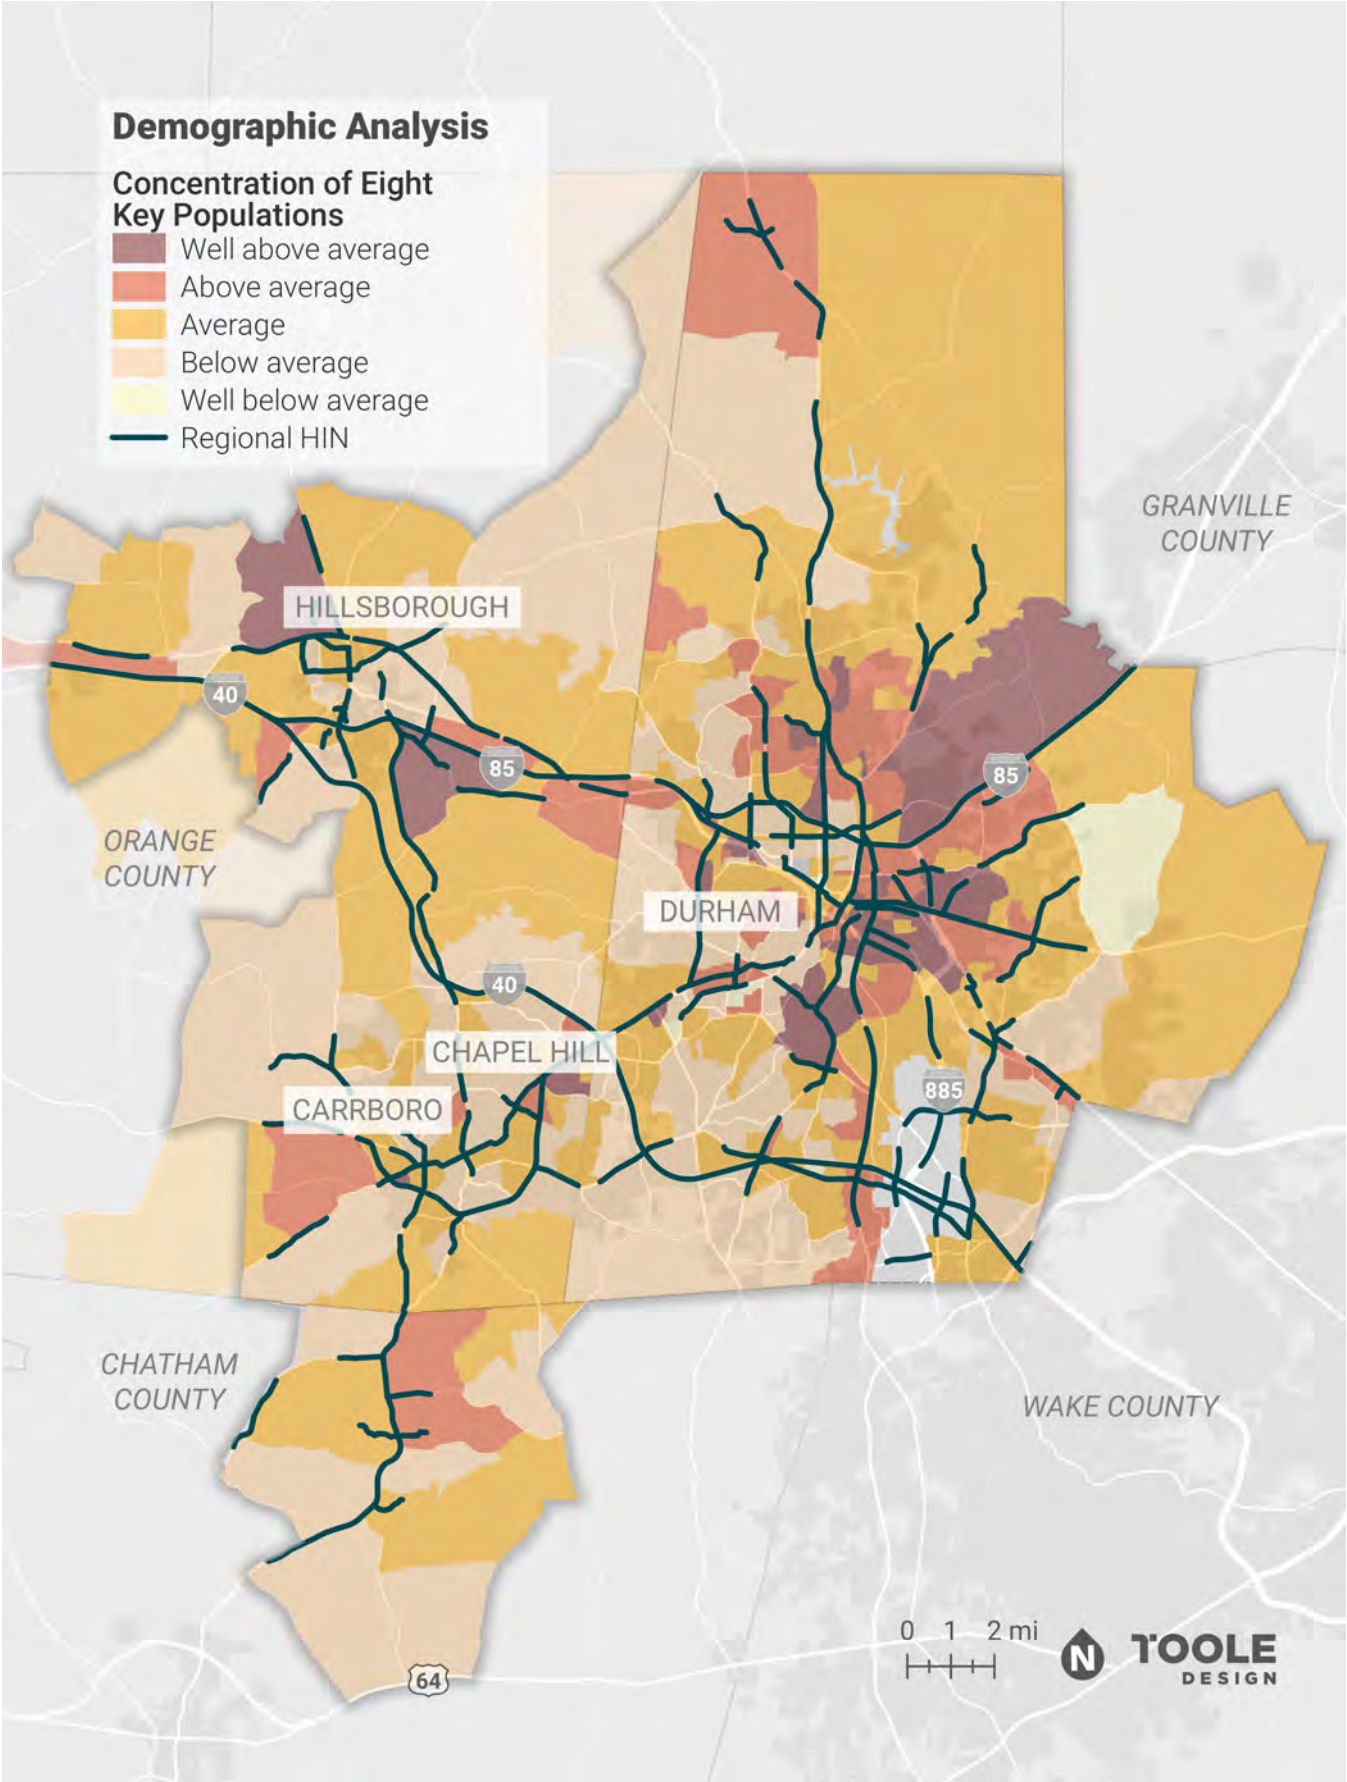 Demographic Analysis
Concentration of Eight
Key Populations
Well above average
Above average
Average
Below average
Well below average
Regional HIN
GRANVILLE
COUNTY
HILLSBOROUGH
40
85
85
ORANGE
COUNTY
DURHAM
40
CHAPEL HILL
885
CARRBORO
CHATHAM
COUNTY
WAKE COUNTY
0 1 2 mi
N
TOOLE
DESIGN
64